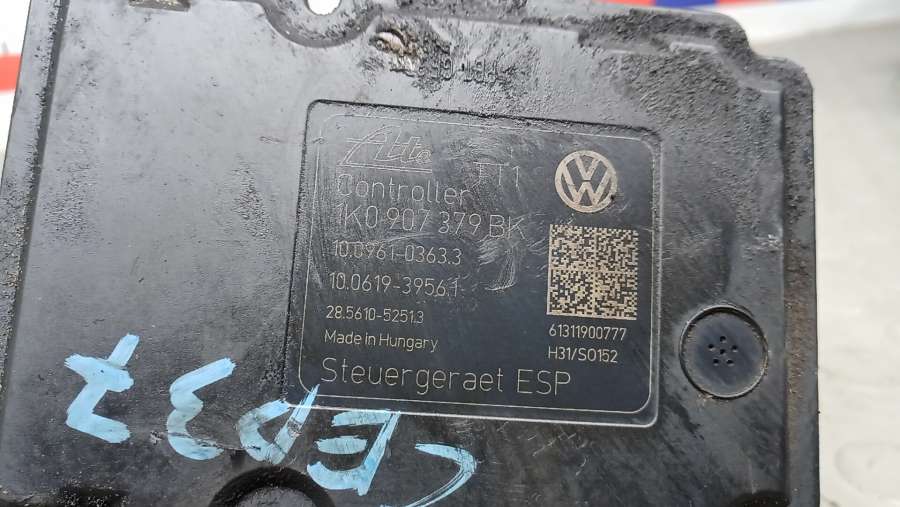 Ate TT1
Controller
1K0 907 379 BK
10.0961-0363.3
10.0619-3956.1
28.5610-5251.3
61311900777
Made in Hungary
H31/S0152
Steuergeraet ESP